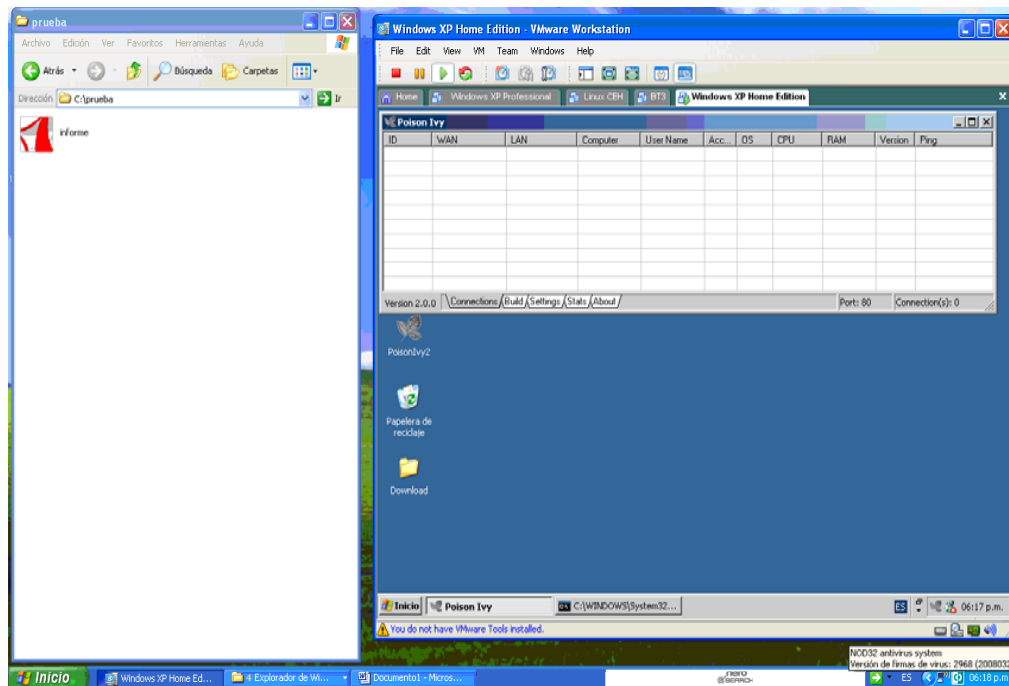 prueba
Archivo Edición Ver Favoritos Herramientas Ayuda
Atrás Búsqueda Carpetas
Dirección C:\prueba Ir
informe
Windows XP Home Edition - VMware Workstation
File Edit View VM Team Windows Help
Home Windows XP Professional Linux CEH BT3 Windows XP Home Edition
Poison Ivy
ID WAN LAN Computer User Name Acc... OS CPU RAM Version Ping
Version 2.0.0 Connections Build Settings Stats About Port: 80 Connection(s): 0
PoisonIvy2
Papelera de
reciclaje
Download
Inicio Poison Ivy C:\WINDOWS\System32... ES 06:17 p.m.
You do not have VMware Tools installed.
NOD32 antivirus system
Versión de firmas de virus: 2968 (2008032
Inicio Windows XP Home Ed... 4 Explorador de Wi... Documento1 - Micros... nero SEARCH ES 06:18 p.m